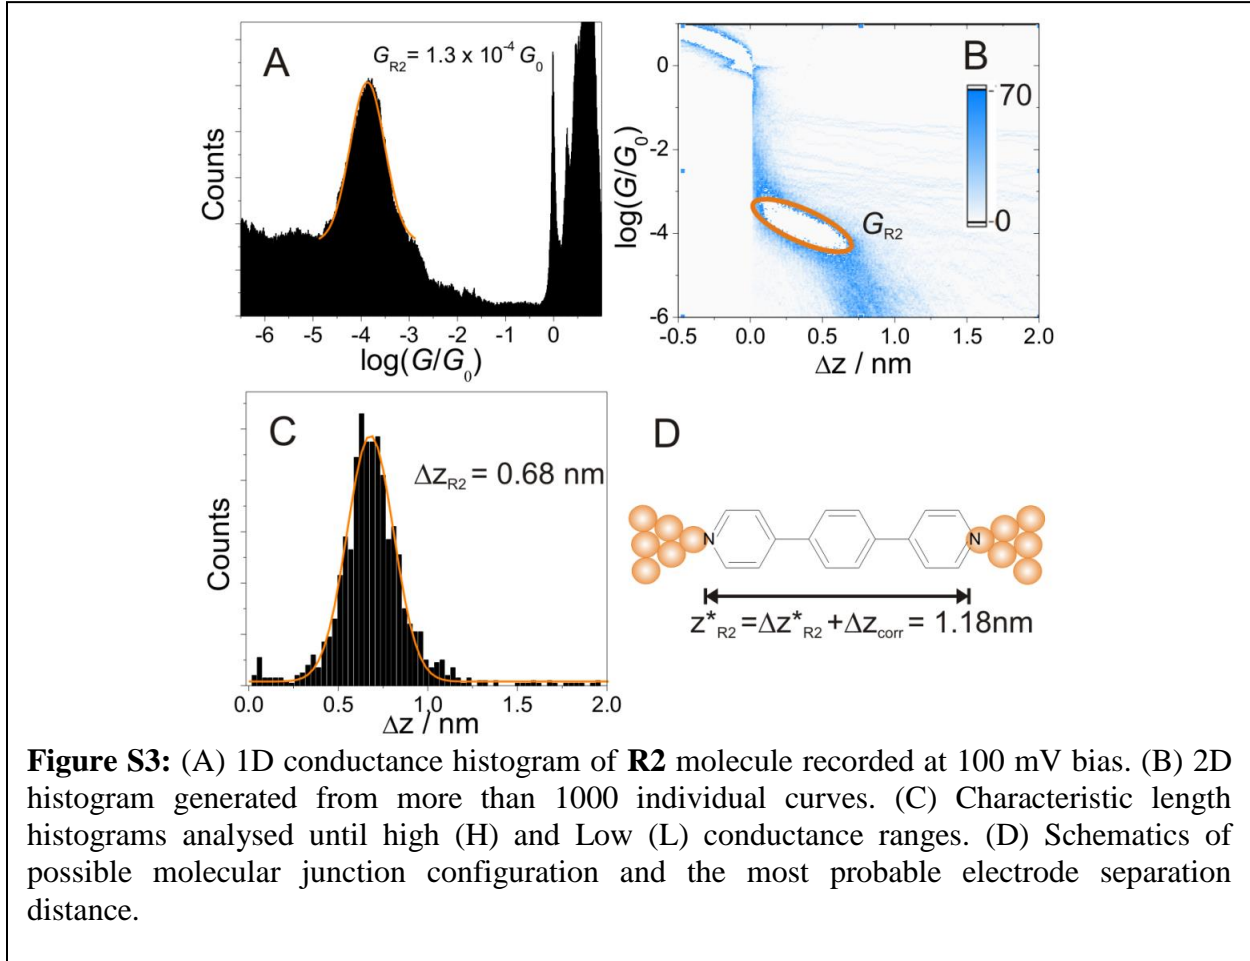 A
G_R2 = 1.3 x 10^-4 G_0
Counts
-6 -5 -4 -3 -2 -1 0
log(G/G_0)
B
70
0
G_R2
log(G/G_0)
0
-2
-4
-6
-0.5 0.0 0.5 1.0 1.5 2.0
Δz / nm
C
Δz_R2 = 0.68 nm
Counts
0.0 0.5 1.0 1.5 2.0
Δz / nm
D
N N
z*_R2 =Δz*_R2 +Δz_corr = 1.18nm
Figure S3: (A) 1D conductance histogram of R2 molecule recorded at 100 mV bias. (B) 2D
histogram generated from more than 1000 individual curves. (C) Characteristic length
histograms analysed until high (H) and Low (L) conductance ranges. (D) Schematics of
possible molecular junction configuration and the most probable electrode separation
distance.